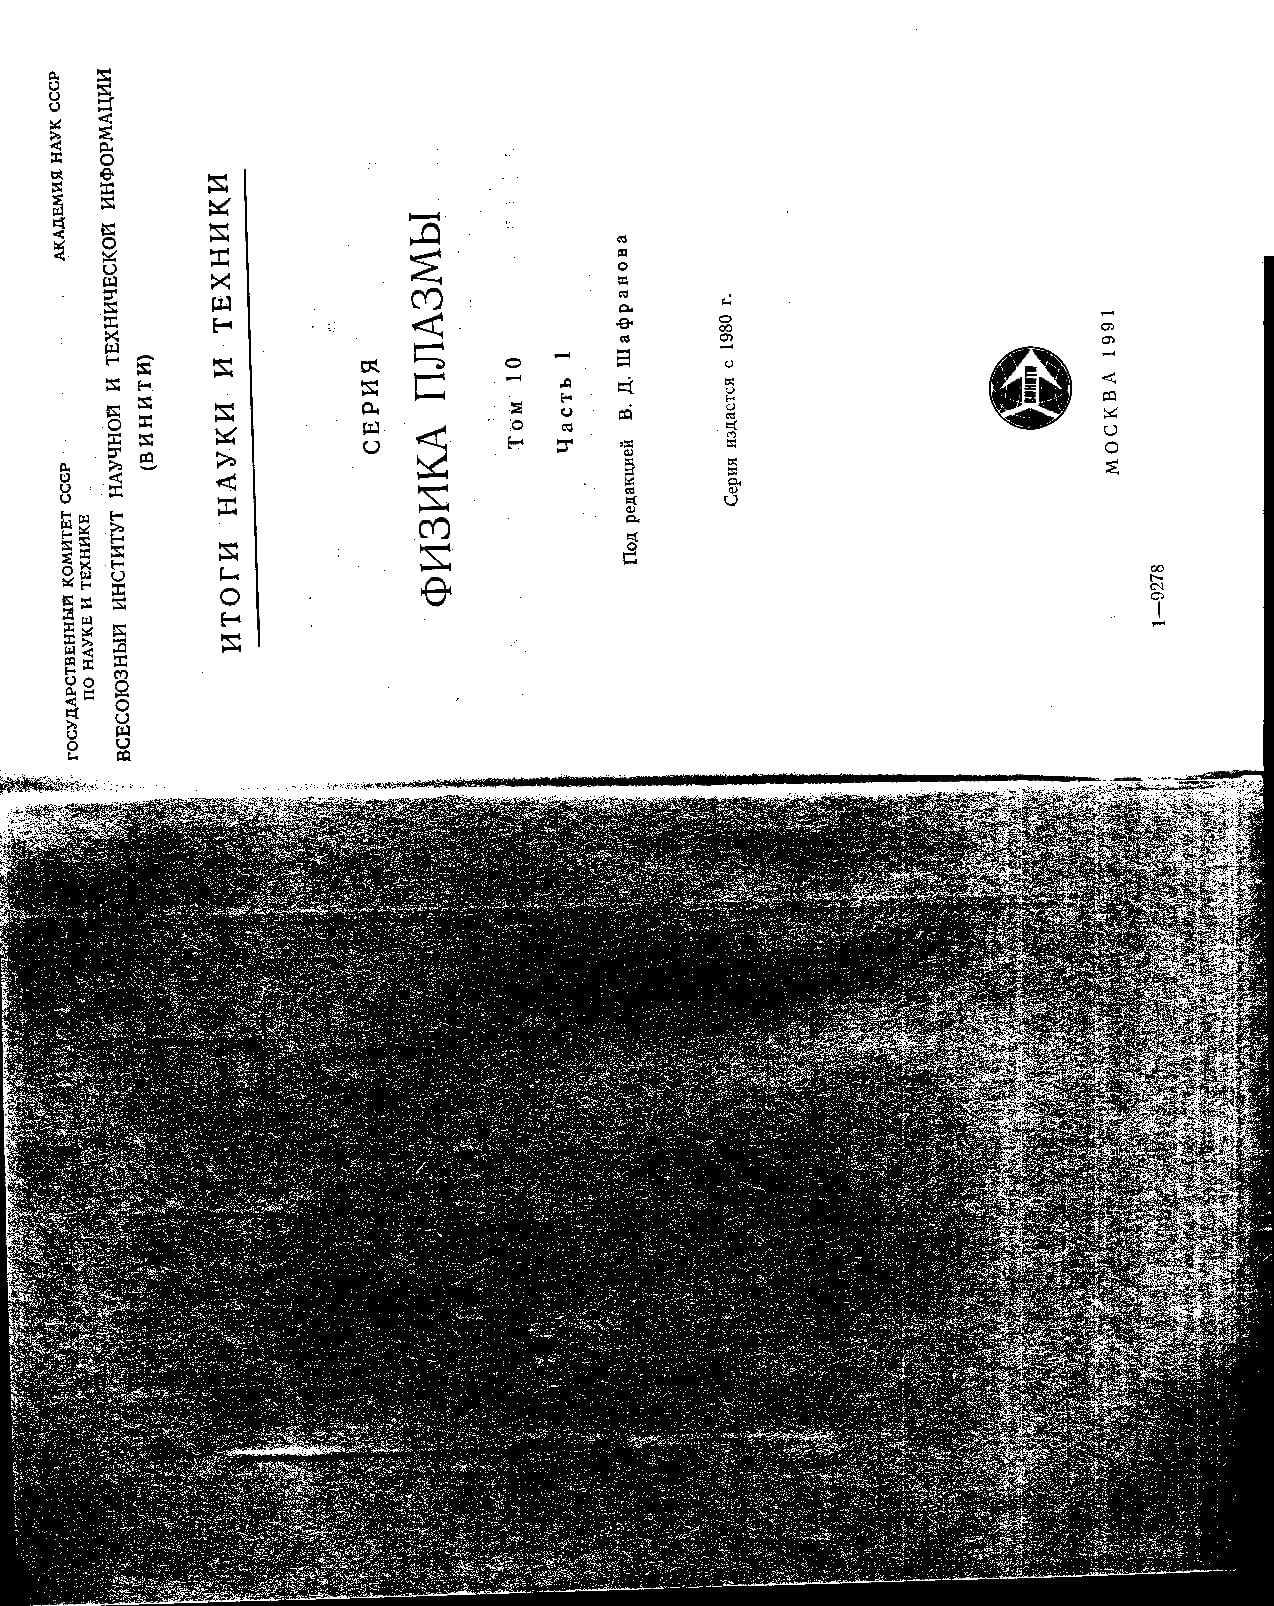 ГОСУДАРСТВЕННЫЙ КОМИТЕТ СССР
ПО НАУКЕ И ТЕХНИКЕ
АКАДЕМИЯ НАУК СССР
ВСЕСОЮЗНЫЙ ИНСТИТУТ НАУЧНОЙ И ТЕХНИЧЕСКОЙ ИНФОРМАЦИИ
(ВИНИТИ)
ИТОГИ НАУКИ И ТЕХНИКИ
СЕРИЯ
ФИЗИКА ПЛАЗМЫ
Том 10
Часть 1
Под редакцией В. Д. Шафранова
Серия издается с 1980 г.
ВИНИТИ
МОСКВА 1991
1—9278